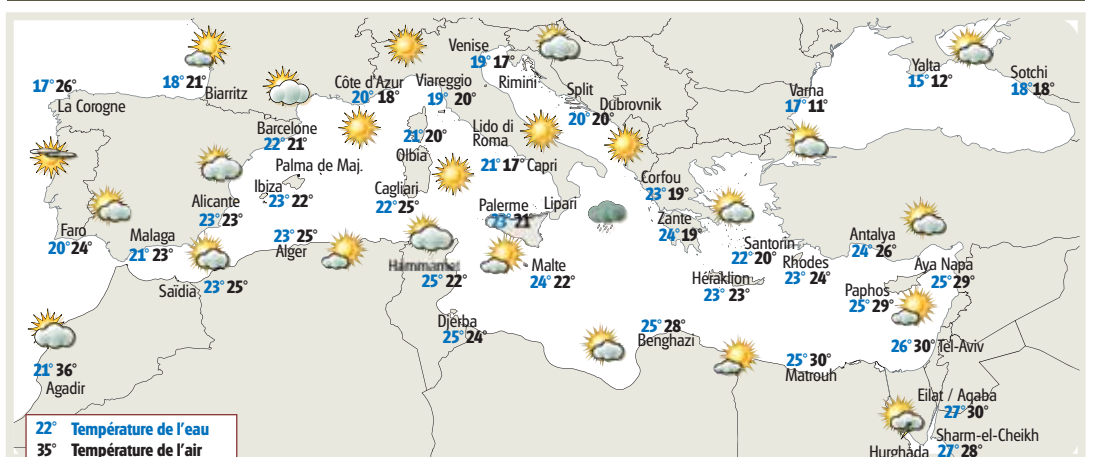 Venise
19° 17°
Rimini
Yalta
15° 12°
Sotchi
18° 18°
17° 26°
La Corogne
18° 21°
Biarritz
Côte d'Azur
20° 18°
Viareggio
19° 20°
Split
20° 20°
Dubrovnik
Varna
17° 11°
Barcelone
22° 21°
21° 20°
Olbia
Lido di
Roma
21° 17°
Capri
Palma de Maj.
Ibiza
23° 22°
Cagliari
22° 25°
Corfou
23° 19°
Alicante
23° 23°
Palerme
23° 21°
Lipari
Zante
24° 19°
Faro
20° 24°
Malaga
21° 23°
23° 25°
Alger
Santorin
22° 20°
Antalya
24° 26°
Rhodes
23° 24°
Aya Napa
25° 29°
Saïdia
23° 25°
Hammamet
25° 22°
Malte
24° 22°
Héraklion
23° 23°
Paphos
25° 29°
Djerba
25° 24°
25° 28°
Benghazi
26° 30°
Tel-Aviv
21° 36°
Agadir
25° 30°
Matrouh
Eilat / Aqaba
27° 30°
22° Température de l'eau
35° Température de l'air
Sharm-el-Cheikh
Hurghada
27° 28°